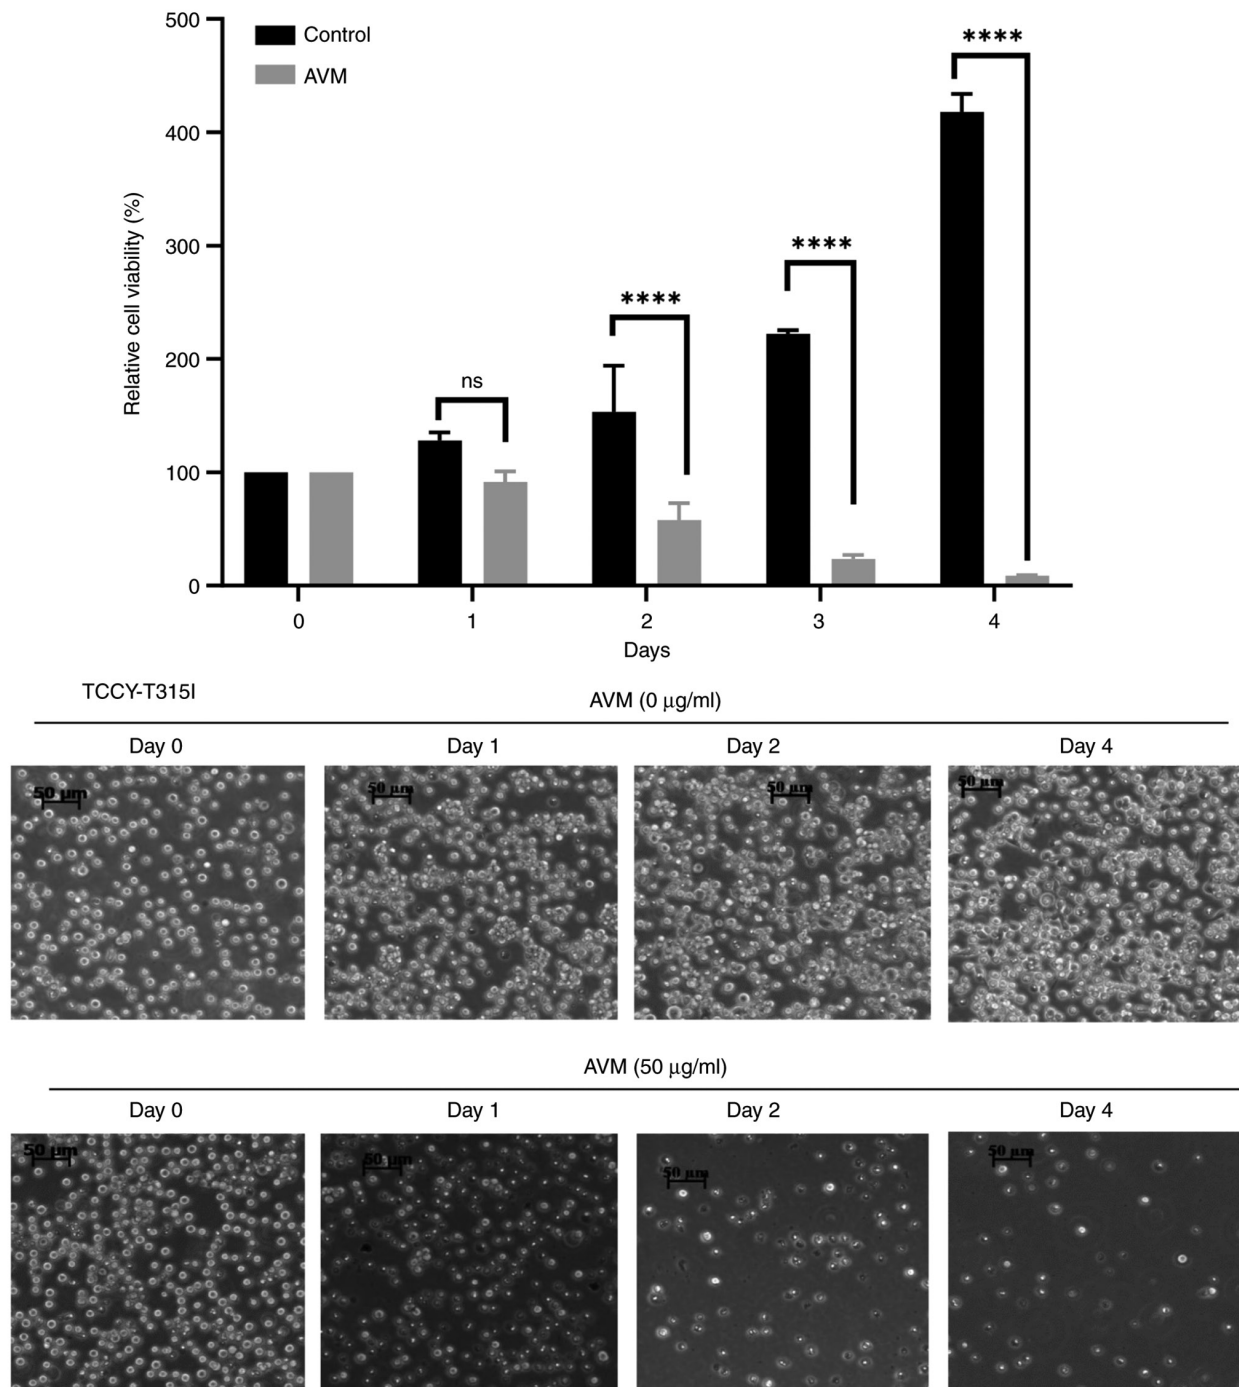 500
Control
AVM
400
300
200
100
0
Relative cell viability (%)
ns
****
****
****
0 1 2 3 4
Days
TCCY-T315I
AVM (0 μg/ml)
Day 0 Day 1 Day 2 Day 4
50 μm 50 μm 50 μm 50 μm
AVM (50 μg/ml)
Day 0 Day 1 Day 2 Day 4
50 μm 50 μm 50 μm 50 μm